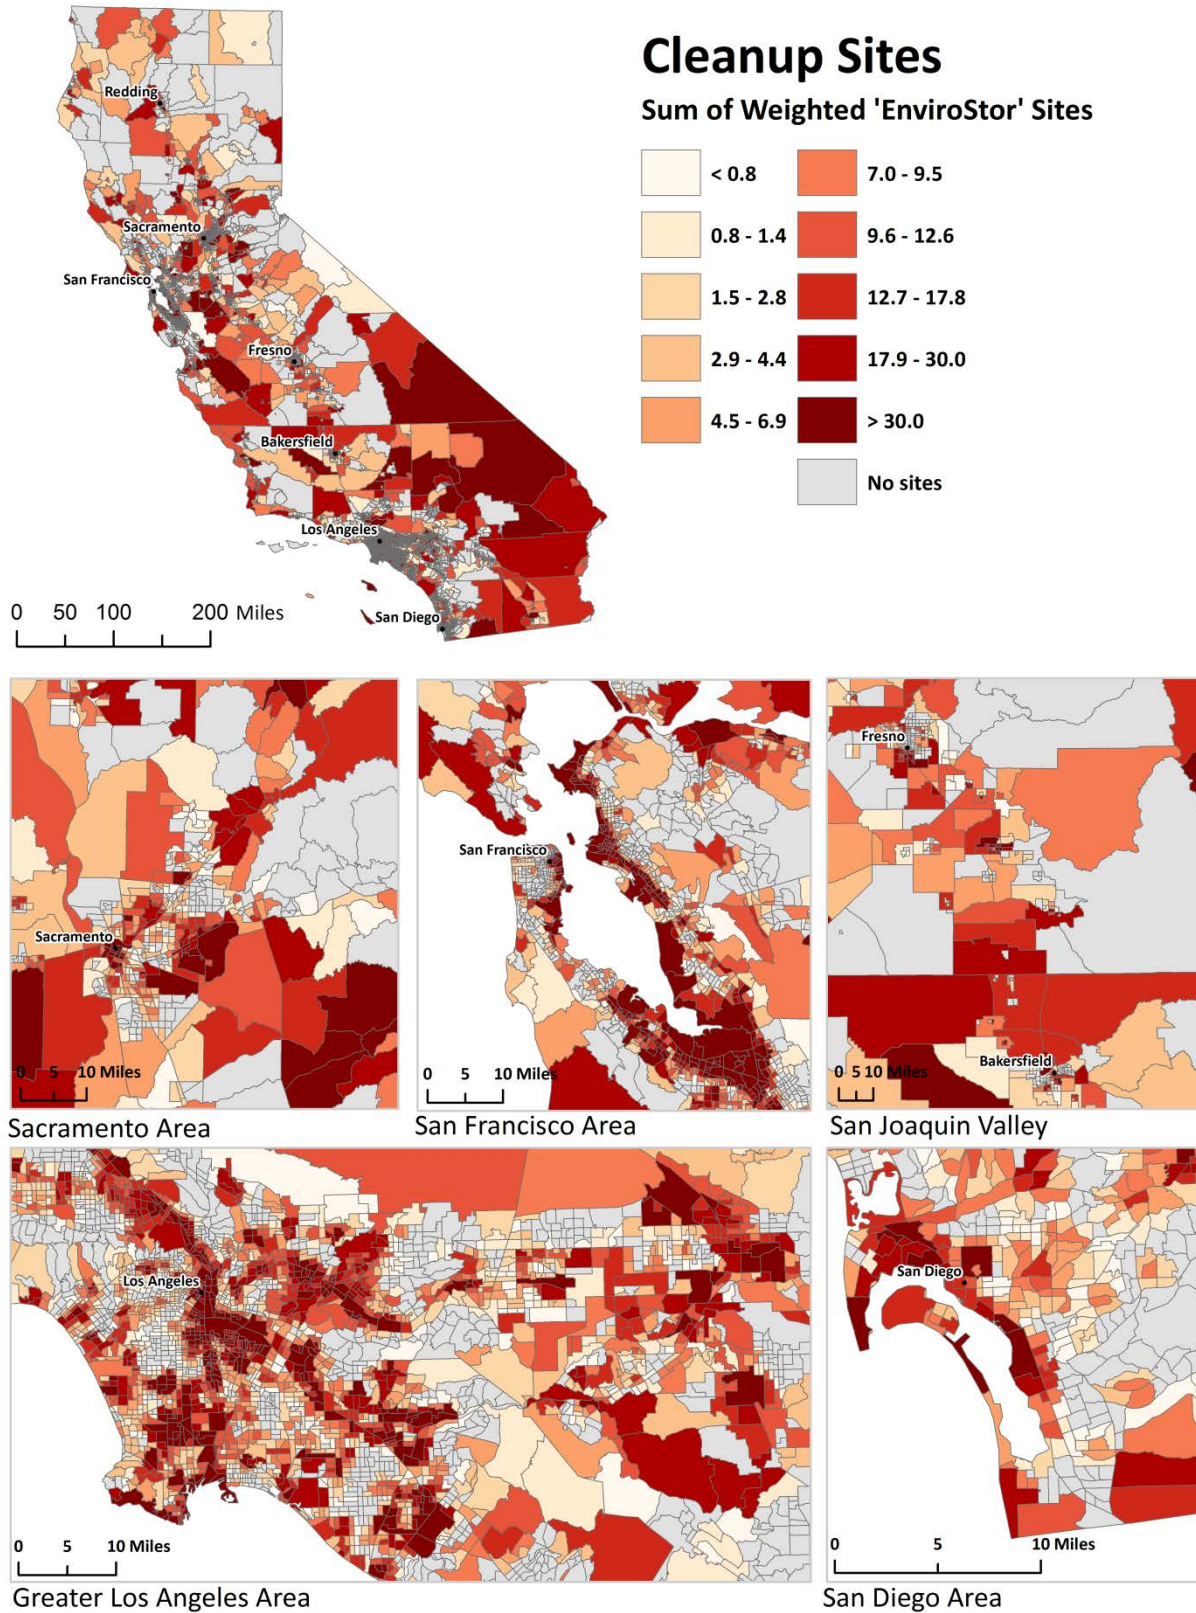 Cleanup Sites
Sum of Weighted 'EnviroStor' Sites
< 0.8
0.8 - 1.4
1.5 - 2.8
2.9 - 4.4
4.5 - 6.9
7.0 - 9.5
9.6 - 12.6
12.7 - 17.8
17.9 - 30.0
> 30.0
No sites
Redding
Sacramento
San Francisco
Fresno
Bakersfield
Los Angeles
San Diego
0 50 100 200 Miles
Sacramento
0 5 10 Miles
Sacramento Area
San Francisco
0 5 10 Miles
San Francisco Area
Fresno
Bakersfield
0 5 10 Miles
San Joaquin Valley
Los Angeles
0 5 10 Miles
Greater Los Angeles Area
San Diego
0 5 10 Miles
San Diego Area